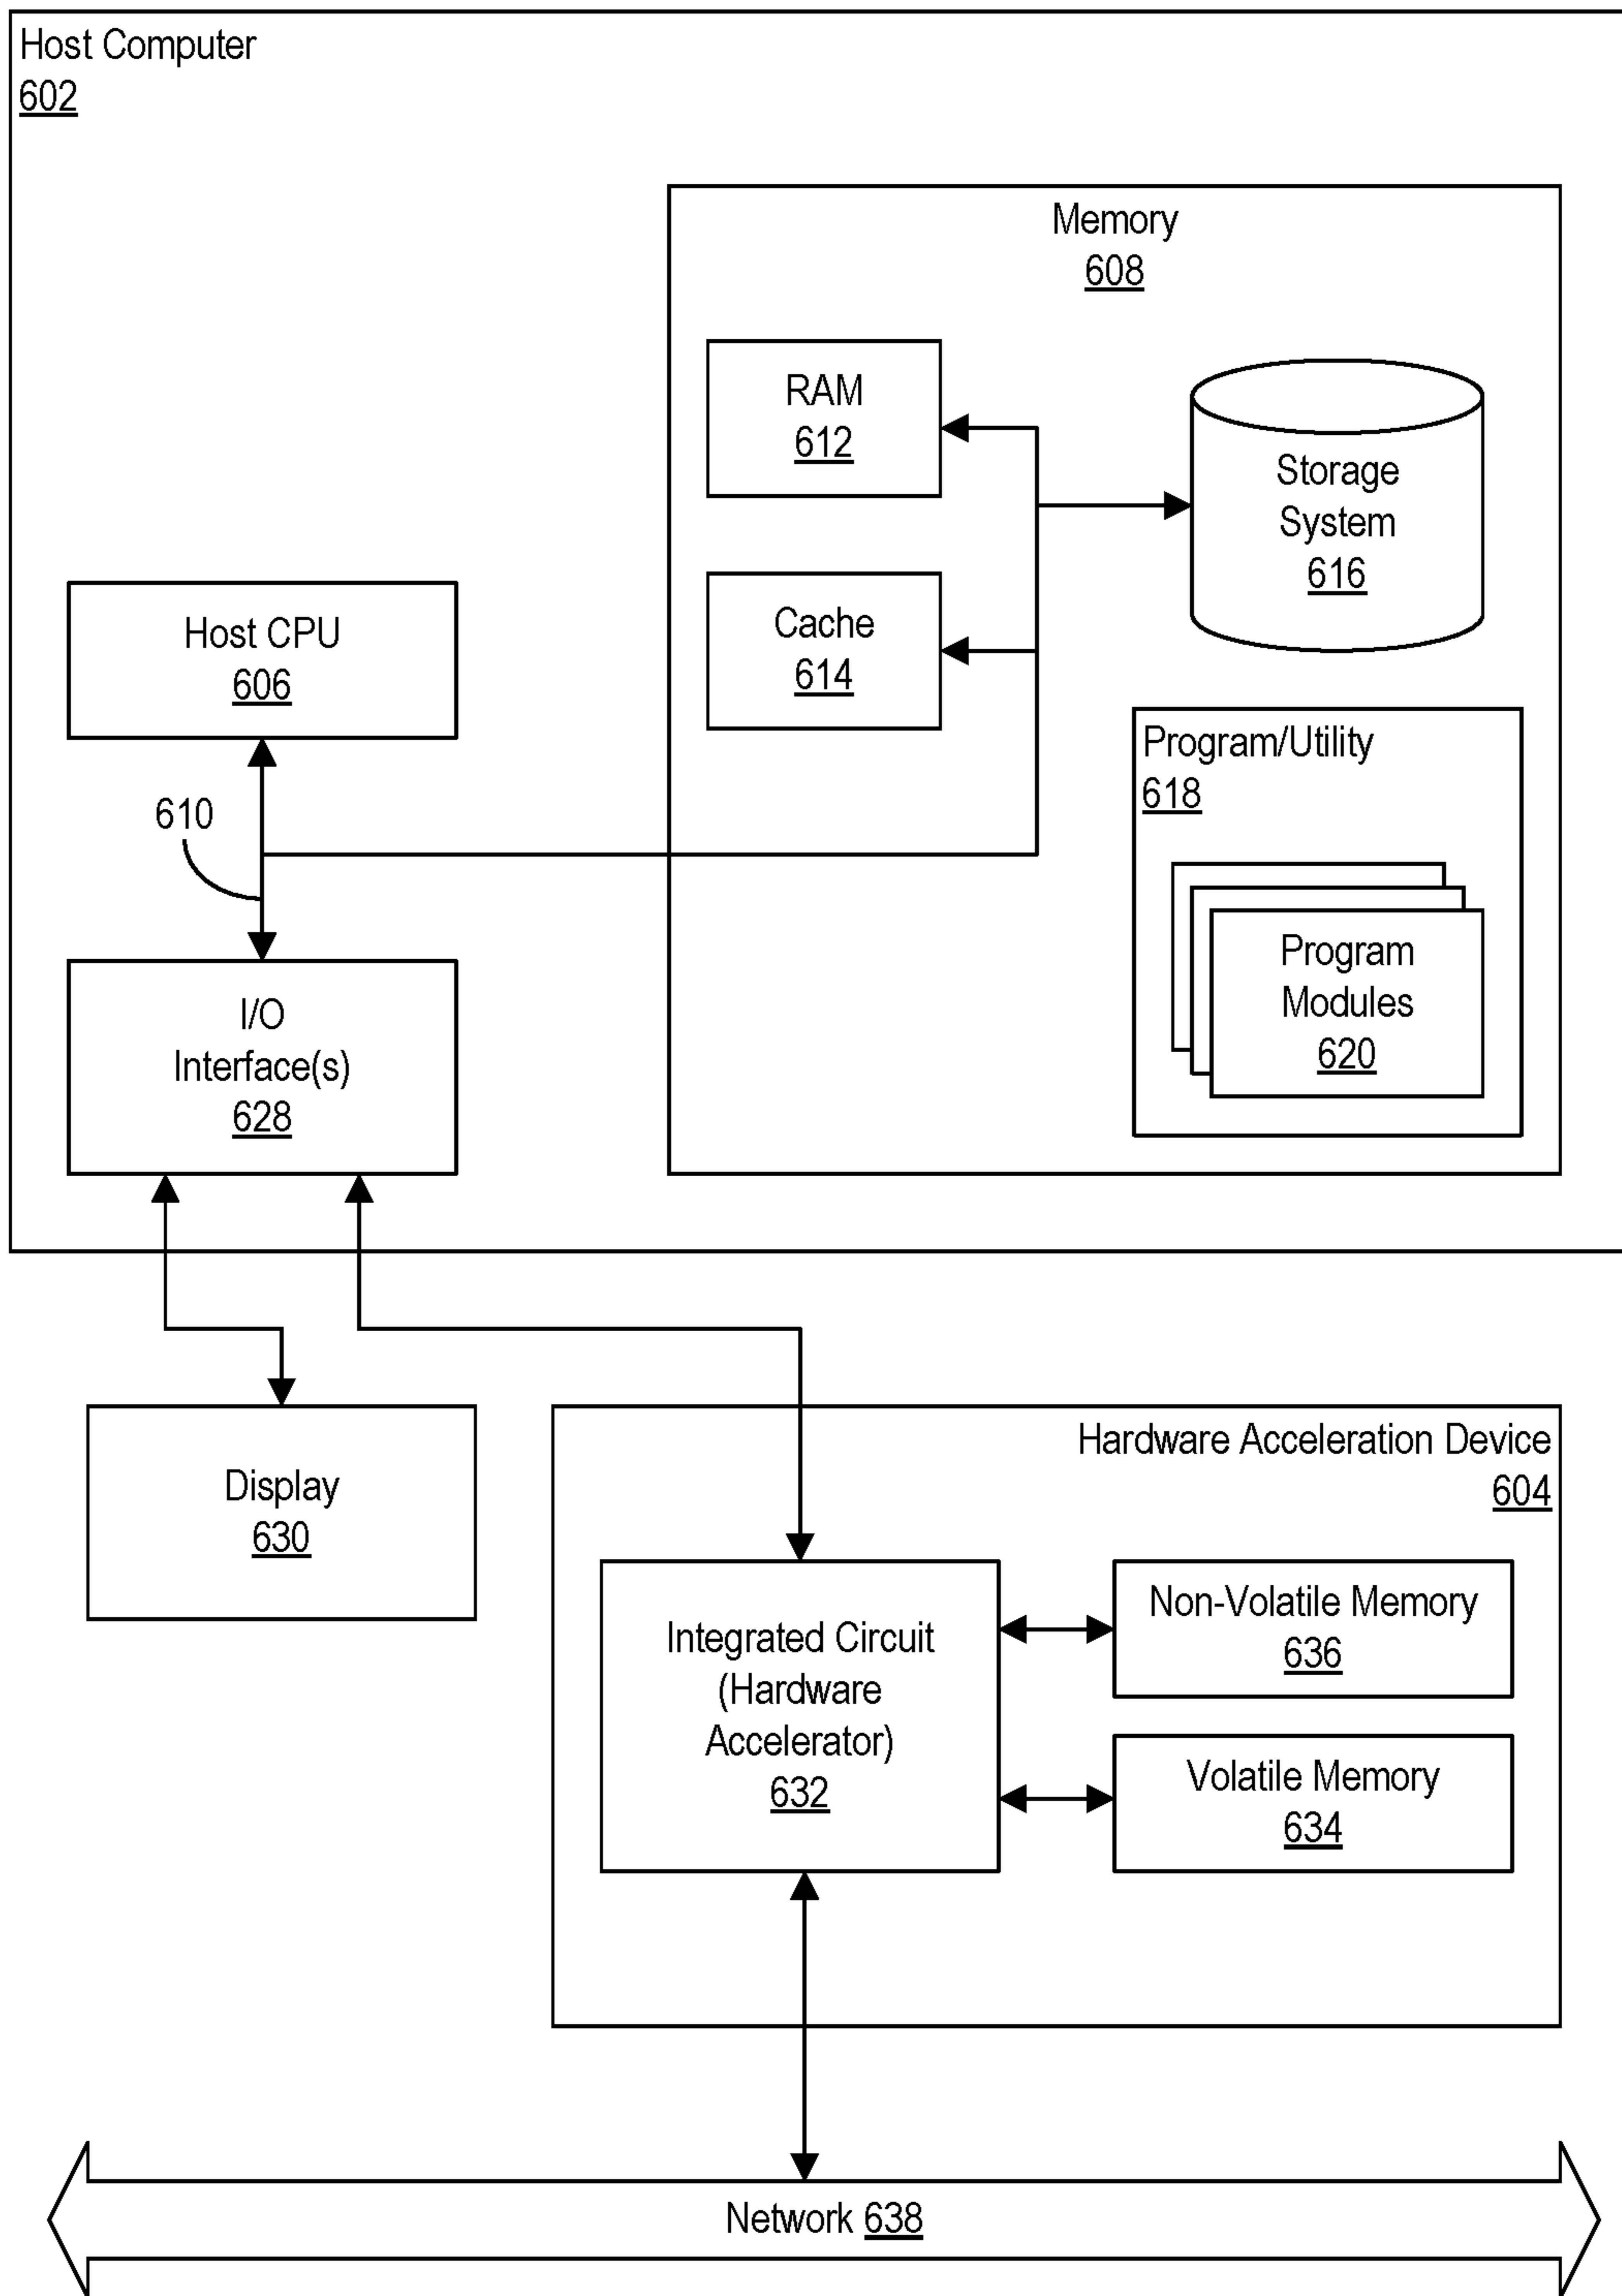 Host Computer
602
Memory
608
RAM
612
Storage
System
616
Cache
614
Host CPU
606
610
Program/Utility
618
Program
Modules
620
I/O
Interface(s)
628
Display
630
Hardware Acceleration Device
604
Integrated Circuit
(Hardware
Accelerator)
632
Non-Volatile Memory
636
Volatile Memory
634
Network 638